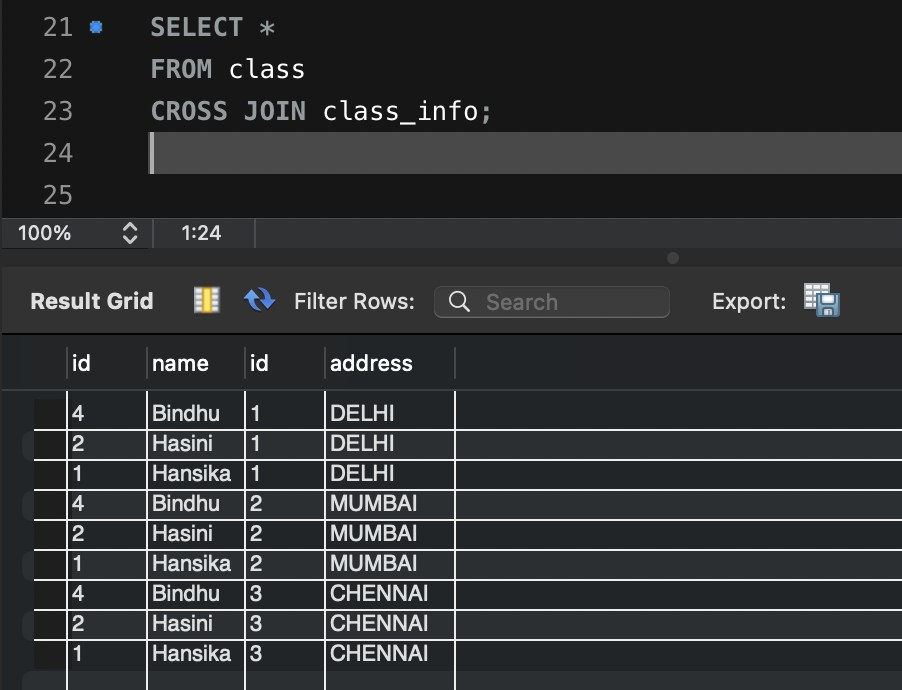 21 SELECT *
22 FROM class
23 CROSS JOIN class_info;
24
25
100% 1:24
Result Grid Filter Rows: Search Export:
id name id address
4 Bindhu 1 DELHI
2 Hasini 1 DELHI
1 Hansika 1 DELHI
4 Bindhu 2 MUMBAI
2 Hasini 2 MUMBAI
1 Hansika 2 MUMBAI
4 Bindhu 3 CHENNAI
2 Hasini 3 CHENNAI
1 Hansika 3 CHENNAI